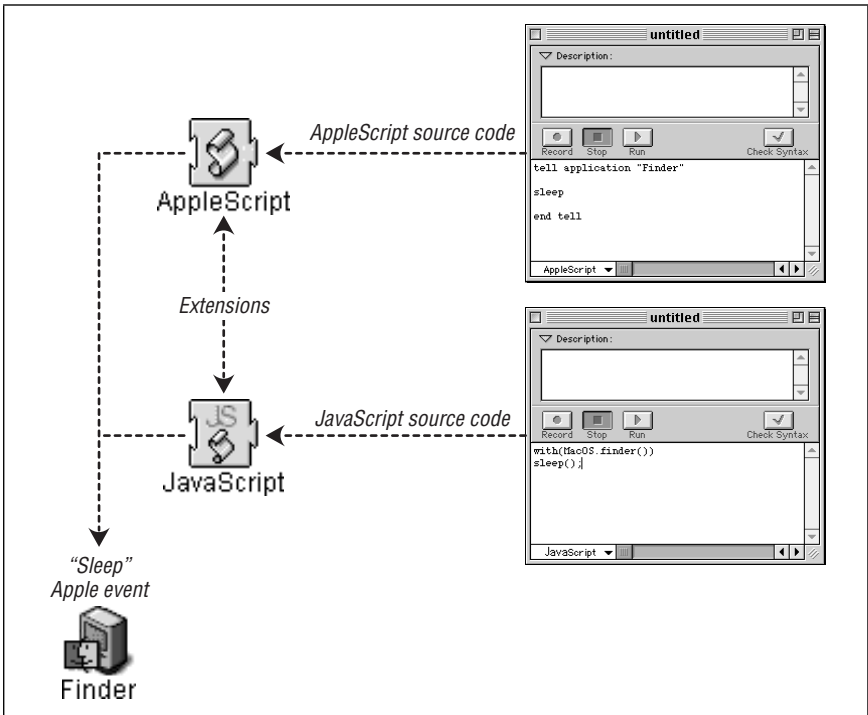 untitled
Description:
Record Stop Run Check Syntax
tell application "Finder"
sleep
end tell
AppleScript
AppleScript source code
AppleScript
Extensions
untitled
Description:
Record Stop Run Check Syntax
with(MacOS.finder())
sleep();
JavaScript
JavaScript source code
JS
JavaScript
“Sleep”
Apple event
Finder